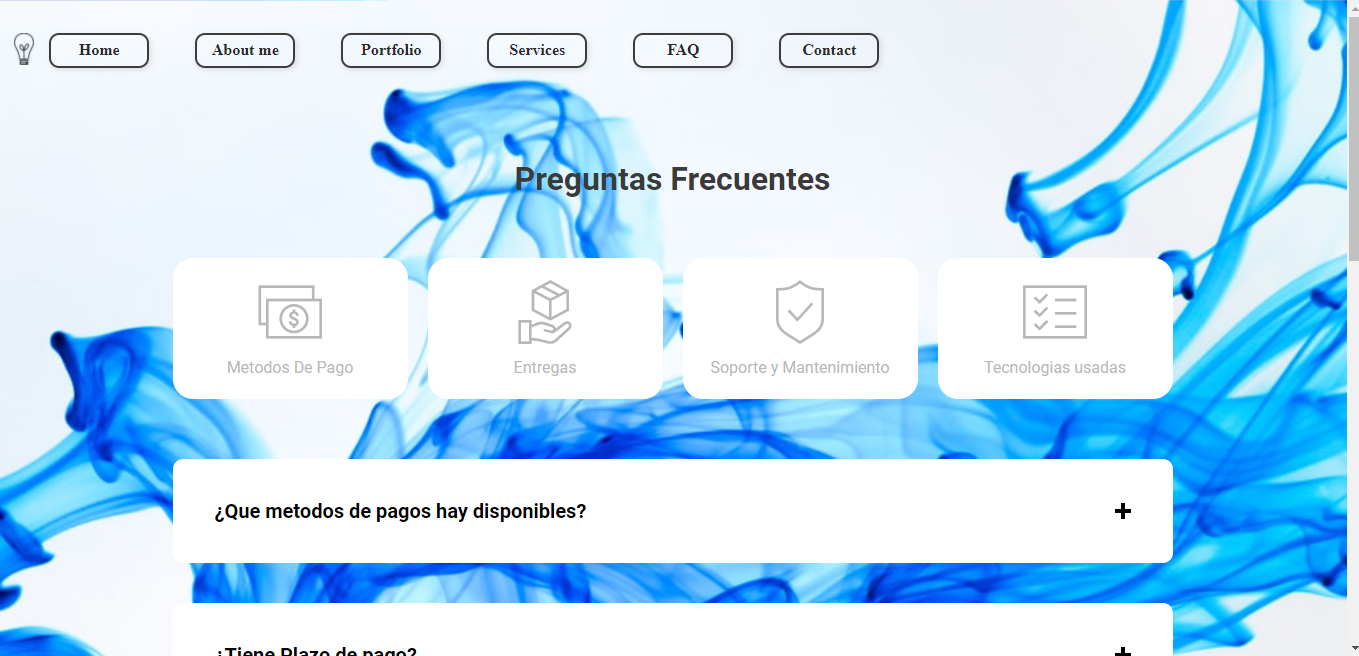 Home
About me
Portfolio
Services
FAQ
Contact
Preguntas Frecuentes
Metodos De Pago
Entregas
Soporte y Mantenimiento
Tecnologias usadas
¿Que metodos de pagos hay disponibles?
¿Tiene Plazo de pago?